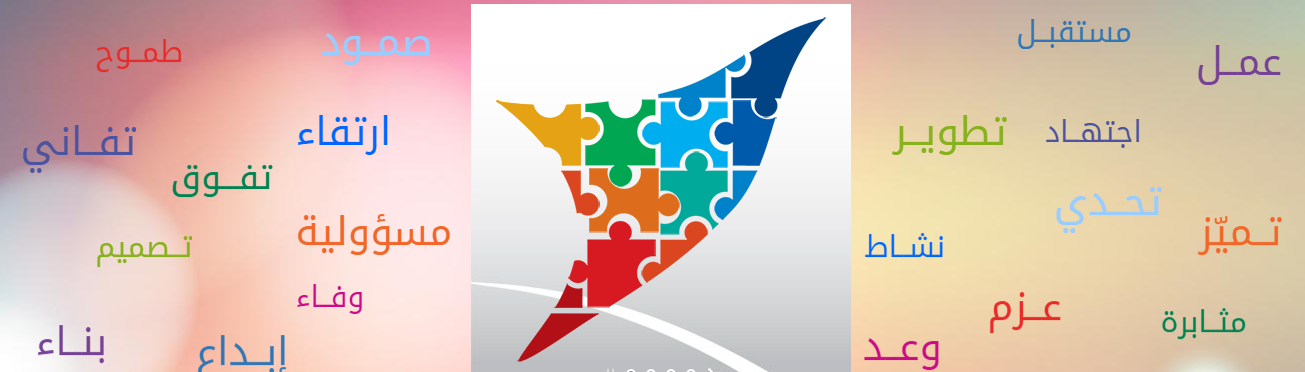 مستقبل
عمل
تطوير
اجتهاد
تحدي
تميّز
نشاط
عزم
مثابرة
وعد
صمود
طموح
ارتقاء
تفاني
تفوق
مسؤولية
تصميم
وفاء
إبداع
بناء